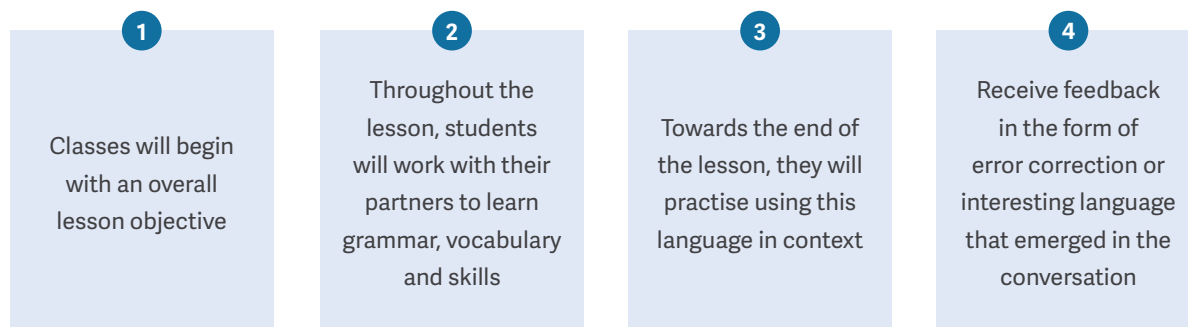 1
Classes will begin
with an overall
lesson objective
2
Throughout the
lesson, students
will work with their
partners to learn
grammar, vocabulary
and skills
3
Towards the end of
the lesson, they will
practise using this
language in context
4
Receive feedback
in the form of
error correction or
interesting language
that emerged in the
conversation